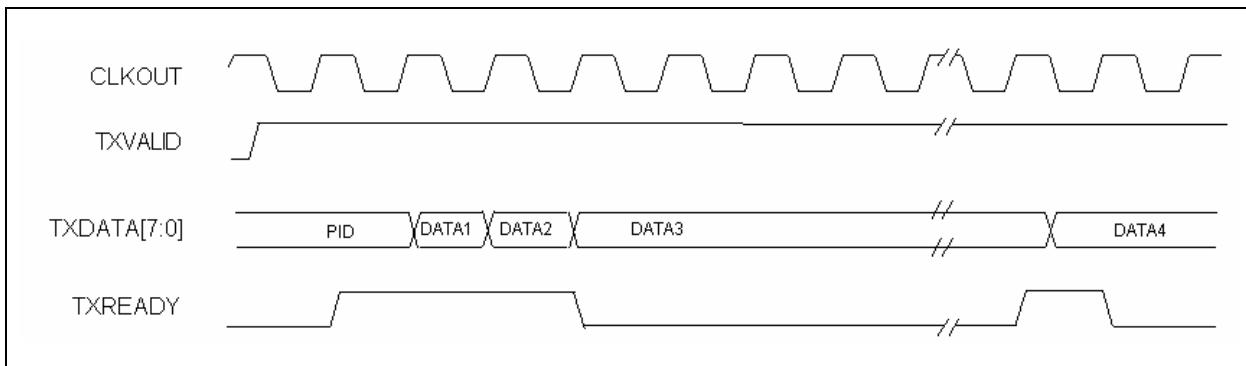 CLKOUT
TXVALID
TXDATA[7:0]
PID
DATA1
DATA2
DATA3
DATA4
TXREADY